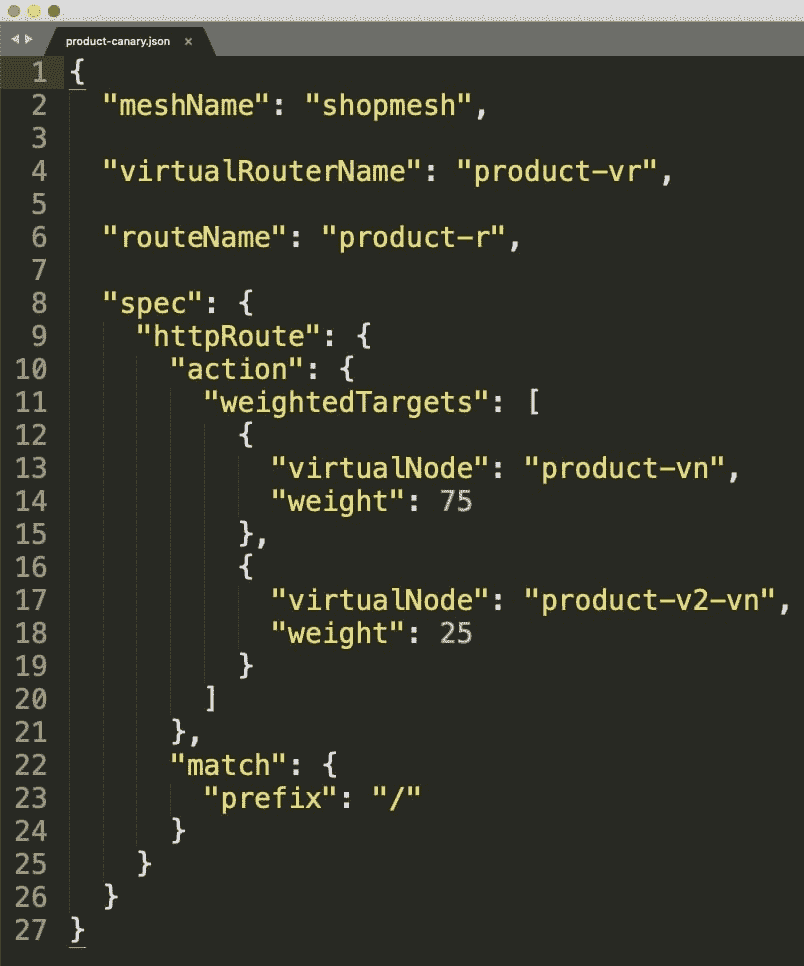 product-canary.json ×
1 {
2   "meshName": "shopmesh",
3
4   "virtualRouterName": "product-vr",
5
6   "routeName": "product-r",
7
8   "spec": {
9     "httpRoute": {
10       "action": {
11         "weightedTargets": [
12           {
13             "virtualNode": "product-vn",
14             "weight": 75
15           },
16           {
17             "virtualNode": "product-v2-vn",
18             "weight": 25
19           }
20         ]
21       },
22       "match": {
23         "prefix": "/"
24       }
25     }
26   }
27 }